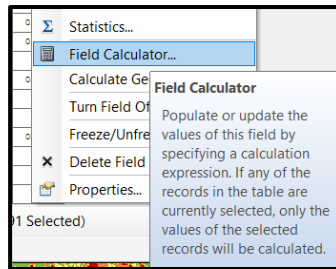 Statistics...
Field Calculator...
Calculate Ge
Field Calculator
Turn Field Of
Populate or update the
Freeze/Unfre
values of this field by
specifying a calculation
Delete Field
expression. If any of the
Properties...
records in the table are
currently selected, only the
91 Selected)
values of the selected
records will be calculated.